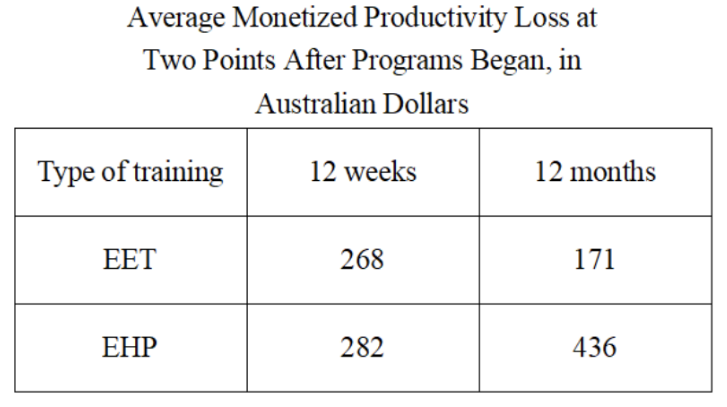 Average Monetized Productivity Loss at
Two Points After Programs Began, in
Australian Dollars
Type of training 12 weeks 12 months
EET 268 171
EHP 282 436